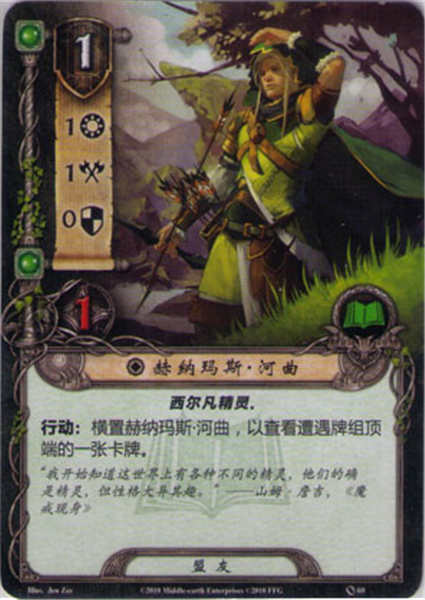 1
1
1
0
1
赫纳玛斯·河曲
西尔凡精灵.
行动: 横置赫纳玛斯·河曲，以查看遭遇牌组顶
端的一张卡牌。
“我开始知道这世界上有各种不同的精灵，他们的确
是精灵，但性格大异其趣。” ——山姆·詹吉，《魔
戒现身》
盟友
Illus. Jen Zee
©2010 Middle-earth Enterprises ©2010 FFG
60